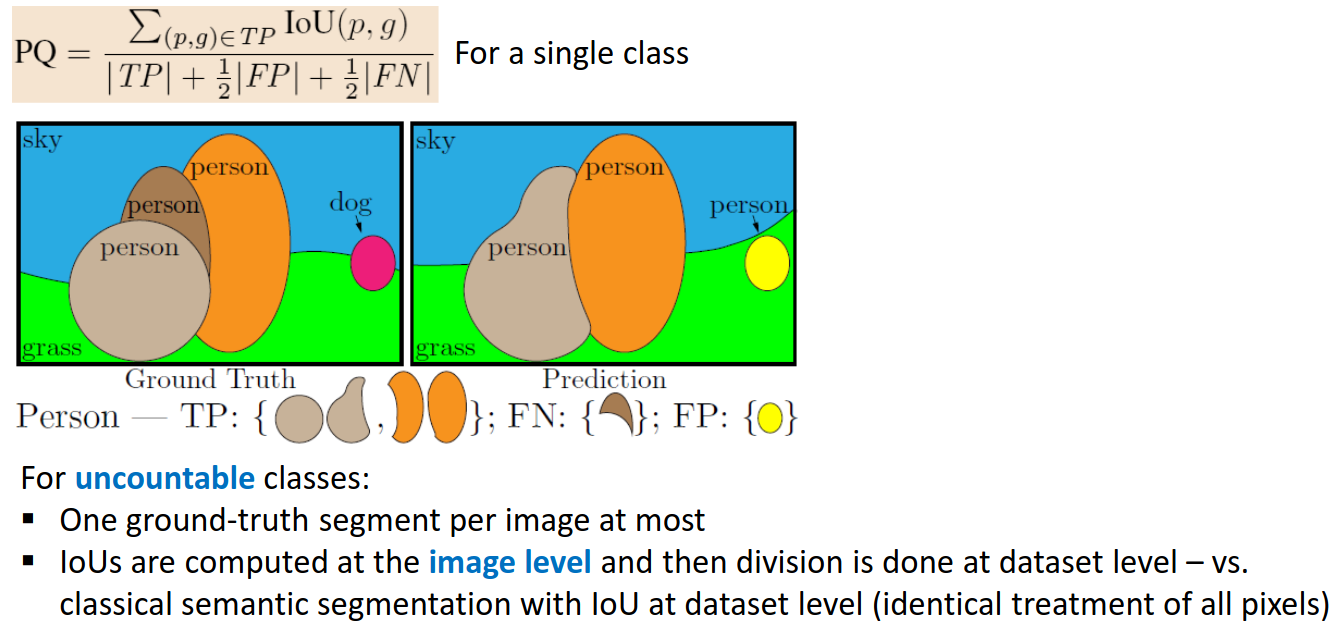 PQ = \frac{\sum_{(p,g)\in TP} IoU(p, g)}{|TP| + \frac{1}{2}|FP| + \frac{1}{2}|FN|} For a single class
sky
person
person
person
dog
grass
sky
person
person
person
grass
Ground Truth
Prediction
Person — TP: { , }; FN: { }; FP: { }
For uncountable classes:
▪ One ground-truth segment per image at most
▪ IoUs are computed at the image level and then division is done at dataset level – vs.
classical semantic segmentation with IoU at dataset level (identical treatment of all pixels)